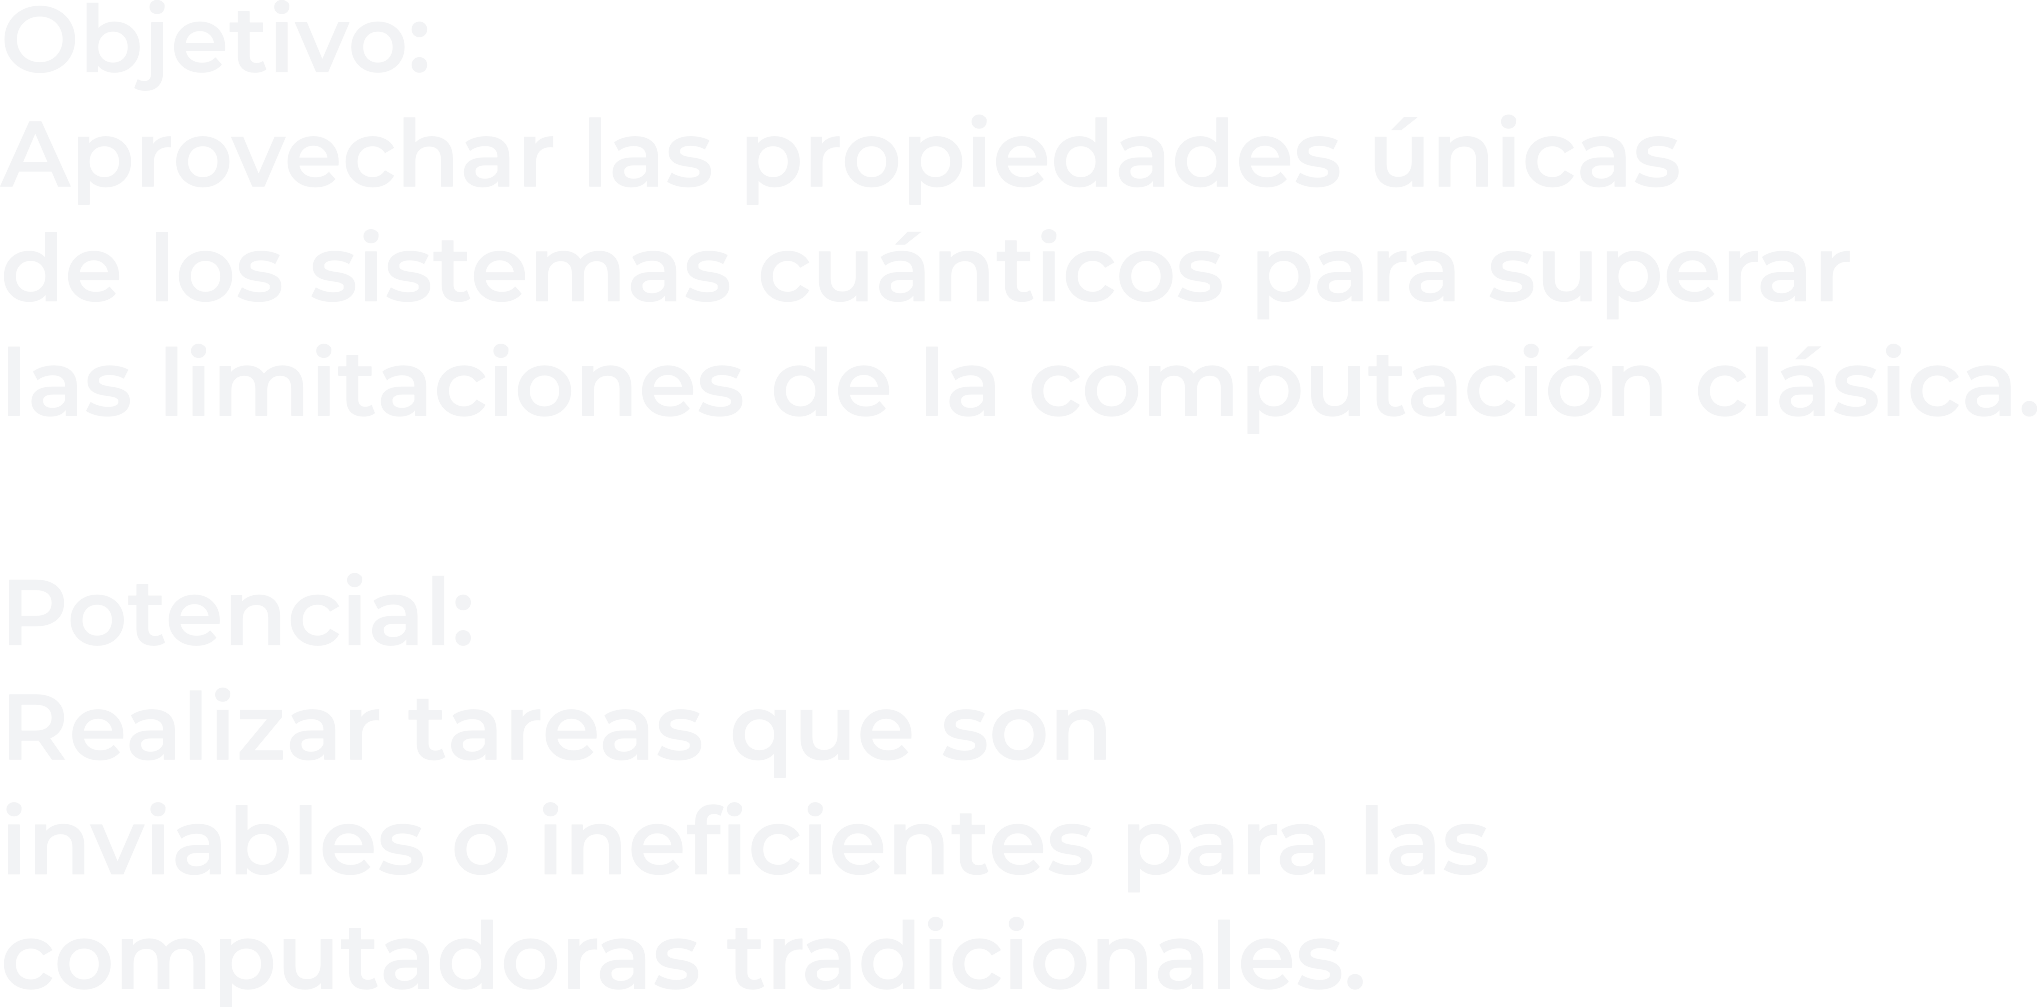 Objetivo:
Aprovechar las propiedades únicas
de los sistemas cuánticos para superar
las limitaciones de la computación clásica.
Potencial:
Realizar tareas que son
inviables o ineficientes para las
computadoras tradicionales.